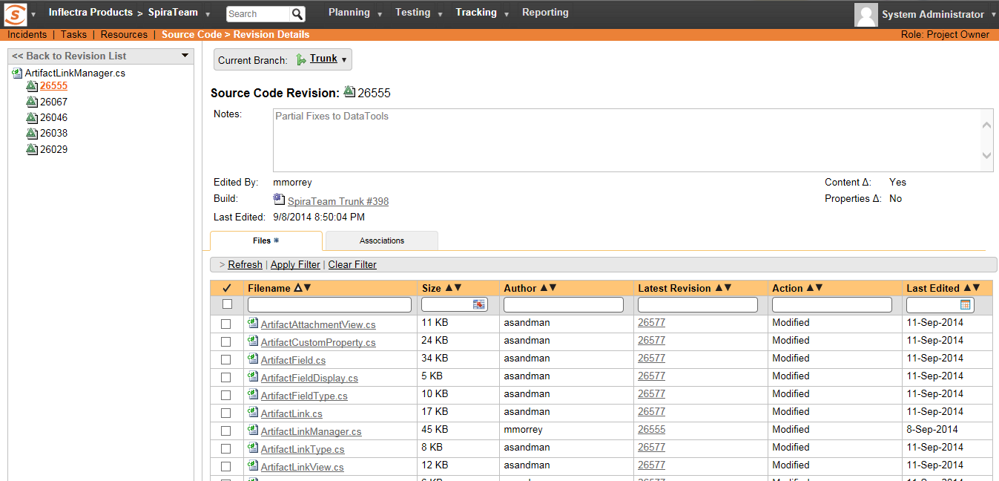 Inflectra Products > SpiraTeam Search Planning Testing Tracking Reporting System Administrator
Incidents | Tasks | Resources | Source Code > Revision Details Role: Project Owner
<< Back to Revision List
ArtifactLinkManager.cs
26555
26067
26046
26038
26029
Current Branch: Trunk
Source Code Revision: 26555
Notes: Partial Fixes to DataTools
Edited By: mmorrey Content Δ: Yes
Build: SpiraTeam Trunk #398 Properties Δ: No
Last Edited: 9/8/2014 8:50:04 PM
Files Associations
> Refresh | Apply Filter | Clear Filter
Filename Size Author Latest Revision Action Last Edited
ArtifactAttachmentView.cs 11 KB asandman 26577 Modified 11-Sep-2014
ArtifactCustomProperty.cs 24 KB asandman 26577 Modified 11-Sep-2014
ArtifactField.cs 34 KB asandman 26577 Modified 11-Sep-2014
ArtifactFieldDisplay.cs 5 KB asandman 26577 Modified 11-Sep-2014
ArtifactFieldType.cs 10 KB asandman 26577 Modified 11-Sep-2014
ArtifactLink.cs 17 KB asandman 26577 Modified 11-Sep-2014
ArtifactLinkManager.cs 45 KB mmorrey 26555 Modified 8-Sep-2014
ArtifactLinkType.cs 8 KB asandman 26577 Modified 11-Sep-2014
ArtifactLinkView.cs 12 KB asandman 26577 Modified 11-Sep-2014